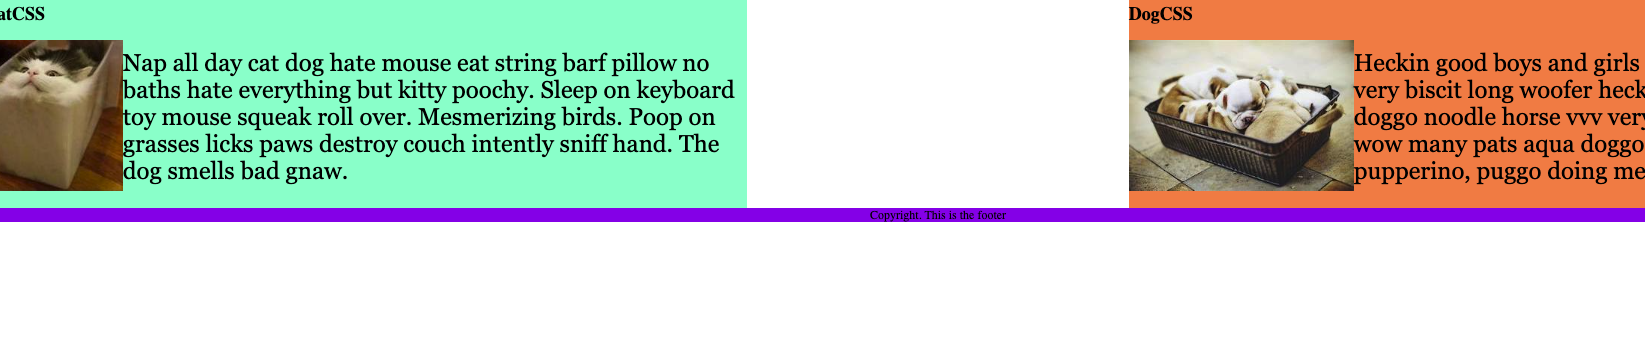 atCSS
Nap all day cat dog hate mouse eat string barf pillow no
baths hate everything but kitty poochy. Sleep on keyboard
toy mouse squeak roll over. Mesmerizing birds. Poop on
grasses licks paws destroy couch intently sniff hand. The
dog smells bad gnaw.
DogCSS
Heckin good boys and girls
very biscit long woofer heck
doggo noodle horse vvv very
wow many pats aqua doggo
pupperino, puggo doing me
Copyright. This is the footer